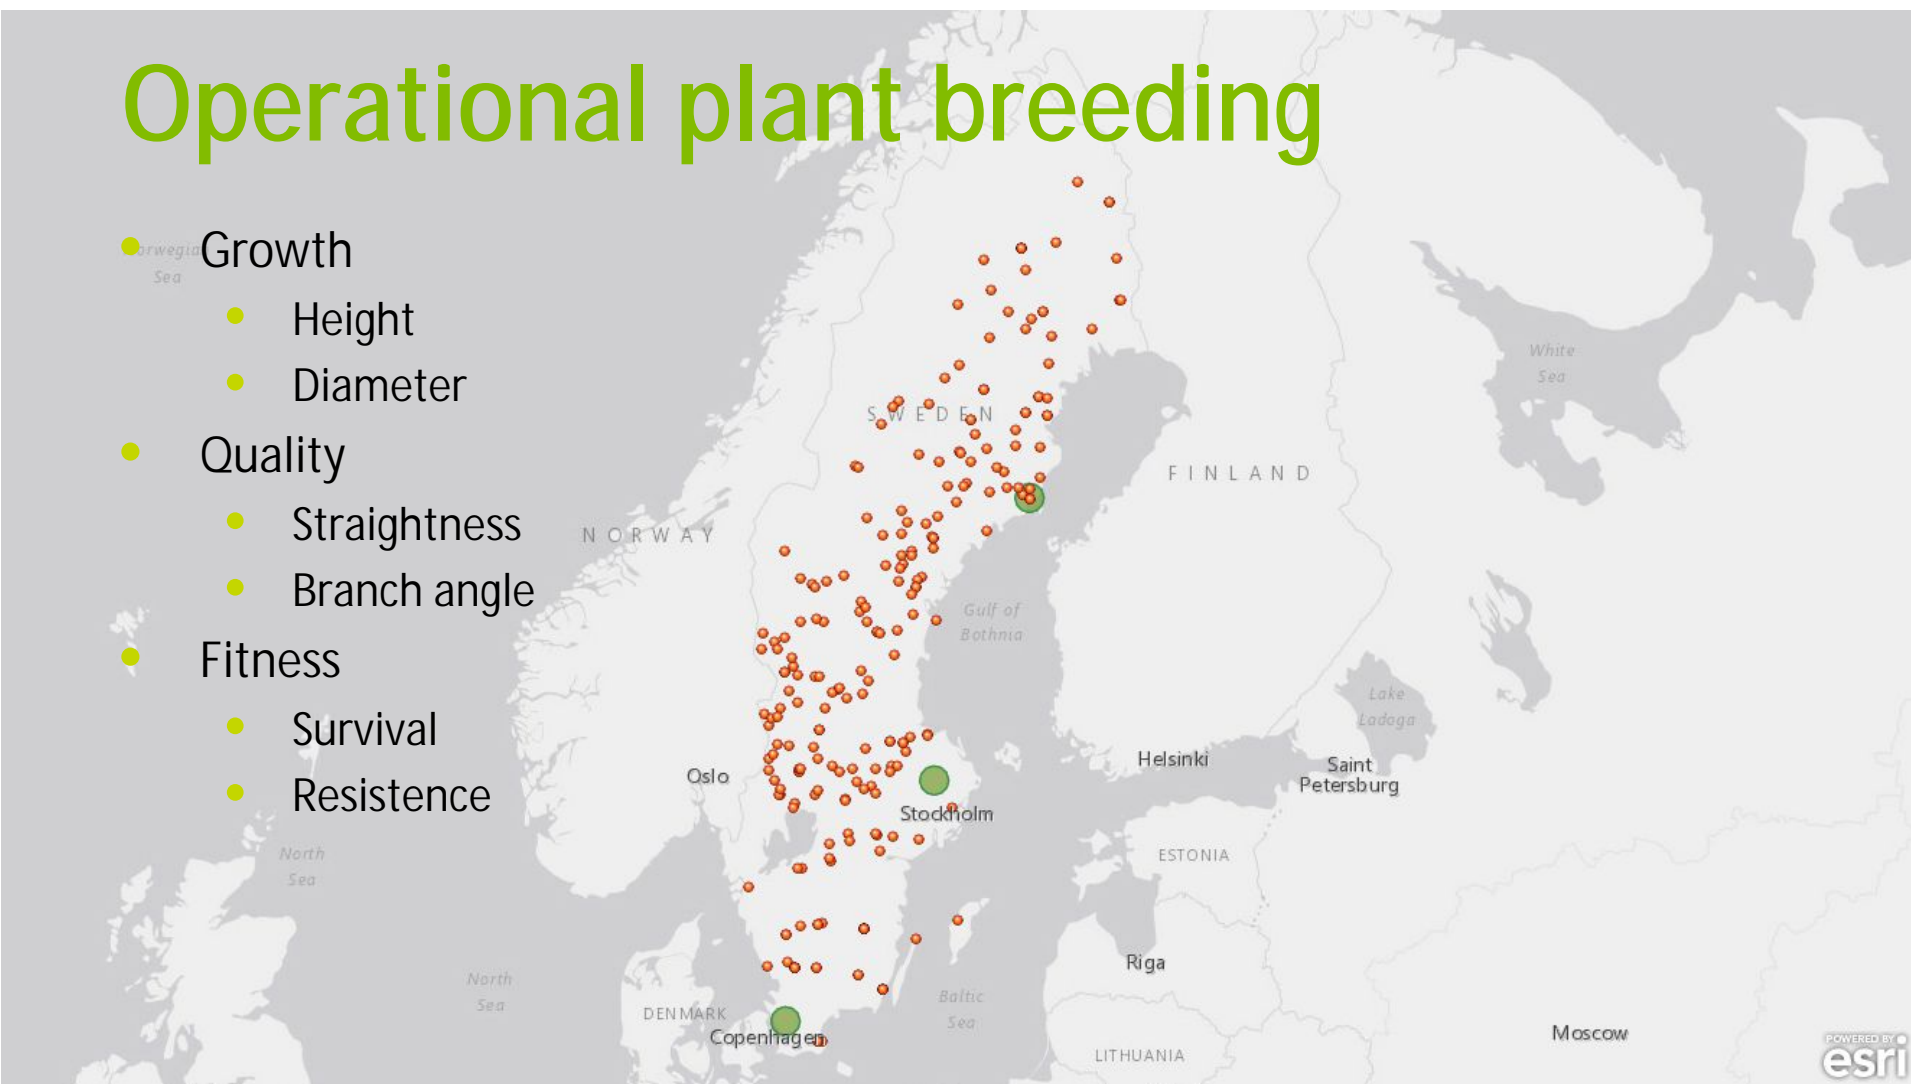 Operational plant breeding
Growth
Height
Diameter
Quality
Straightness
Branch angle
Fitness
Survival
Resistence
Sea
SWEDEN
NORWAY
FINLAND
White
Sea
Gulf of
Bothnia
Lake
Ladoga
Oslo
Helsinki
Saint
Petersburg
Stockholm
ESTONIA
North
Sea
North
Sea
Riga
DENMARK
Copenhagen
Baltic
Sea
LITHUANIA
Moscow
POWERED BY
esri